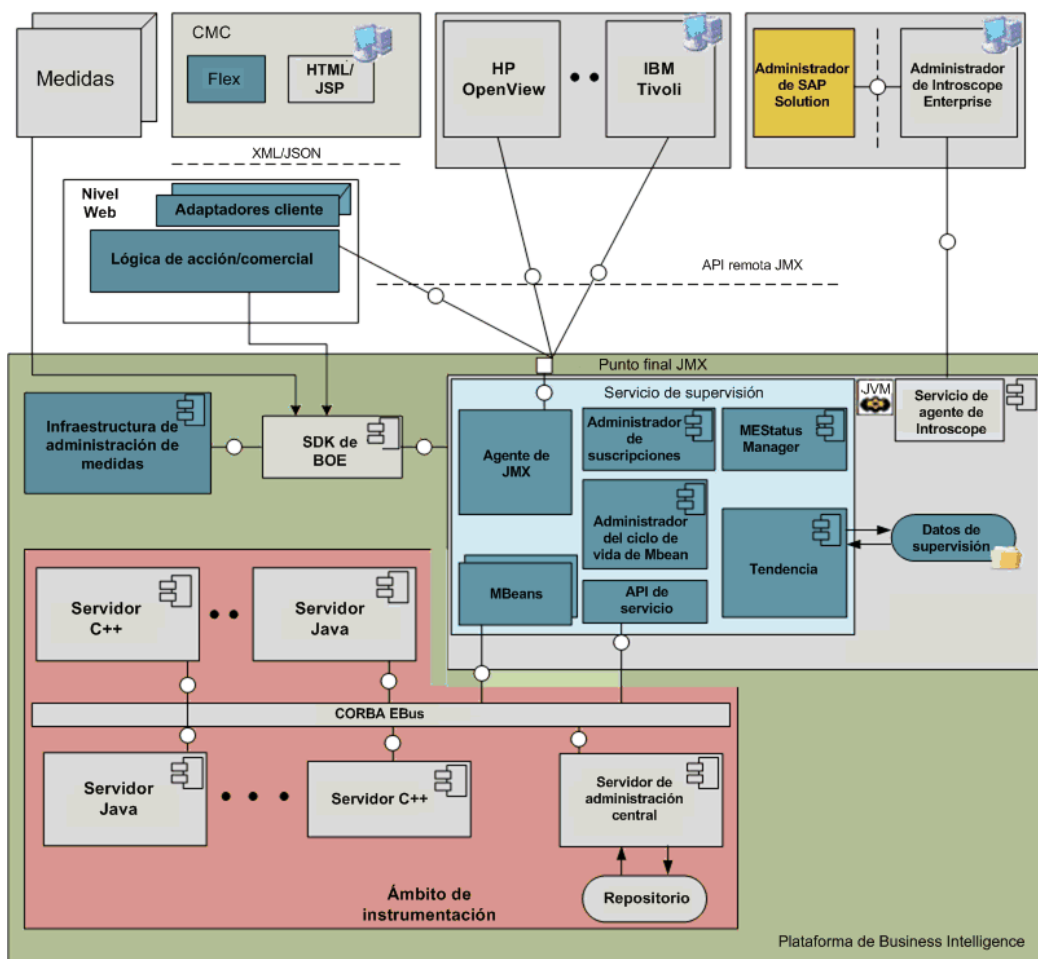 Medidas
CMC
Flex
HTML/
JSP
HP
OpenView
IBM
Tivoli
Administrador
de SAP
Solution
Administrador
de Introscope
Enterprise
XML/JSON
Nivel
Web
Adaptadores cliente
Lógica de acción/comercial
API remota JMX
Punto final JMX
Servicio de supervisión
JVM
Servicio de
agente de
Introscope
Infraestructura de
administración de
medidas
SDK de
BOE
Agente de
JMX
Administrador
de
suscripciones
MEStatus
Manager
Administrador
del ciclo de
vida de Mbean
Tendencia
Datos de
supervisión
MBeans
API de
servicio
Servidor
C++
Servidor
Java
CORBA EBus
Servidor
Java
Servidor C++
Servidor de
administración
central
Repositorio
Ámbito de
instrumentación
Plataforma de Business Intelligence